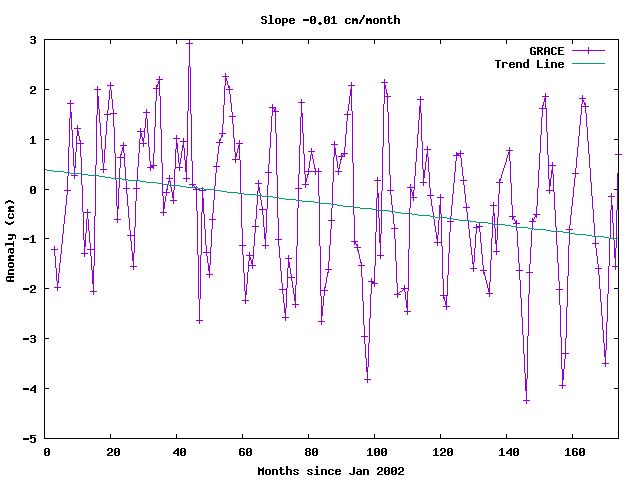 Slope -0.01 cm/month
GRACE
Trend Line
3
2
1
0
-1
-2
-3
-4
-5
Anomaly (cm)
0 20 40 60 80 100 120 140 160
Months since Jan 2002